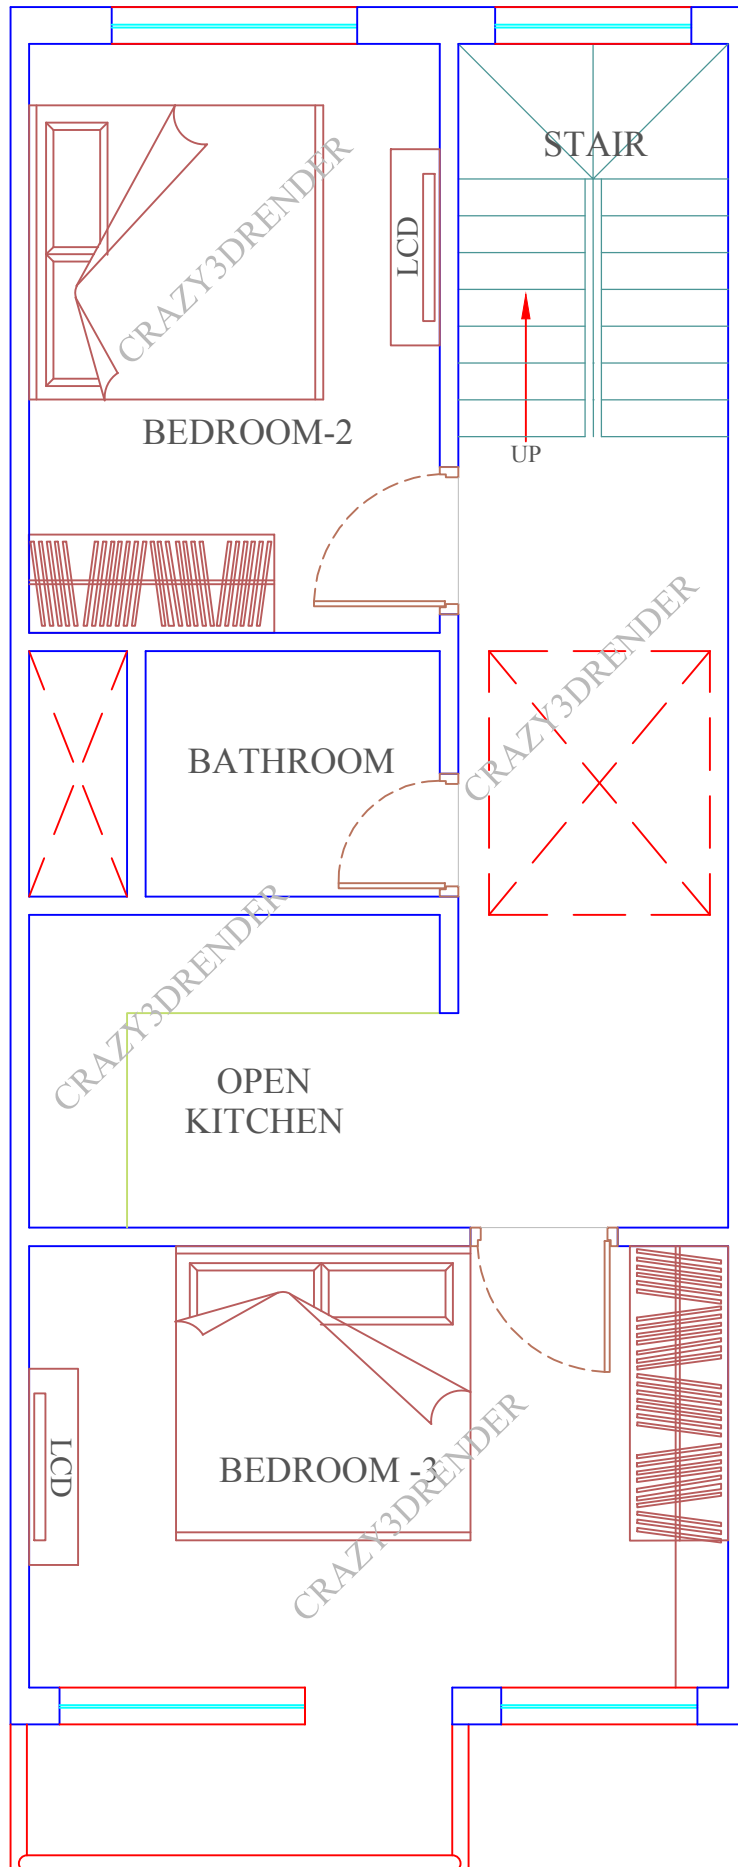 STAIR
CRAZY3DRENDER
LCD
BEDROOM-2
UP
CRAZY3DRENDER
BATHROOM
CRAZY3DRENDER
OPEN
KITCHEN
LCD
BEDROOM -3
CRAZY3DRENDER